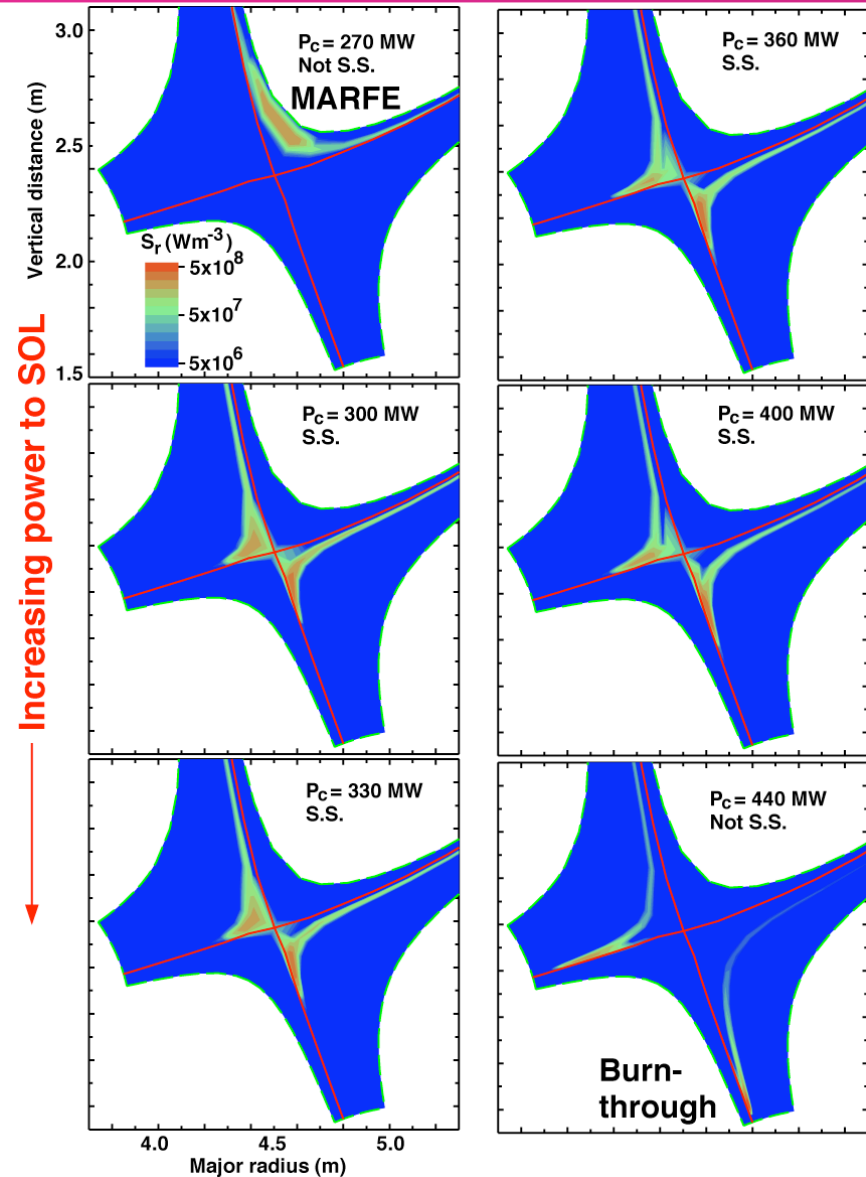 P_c = 270 MW
Not S.S.
MARFE
3.0
2.5
2.0
1.5
Vertical distance (m)
S_r (Wm^-3)
5x10^8
5x10^7
5x10^6
Increasing power to SOL
P_c = 300 MW
S.S.
P_c = 330 MW
S.S.
4.0 4.5 5.0
Major radius (m)
P_c = 360 MW
S.S.
P_c = 400 MW
S.S.
P_c = 440 MW
Not S.S.
Burn-
through